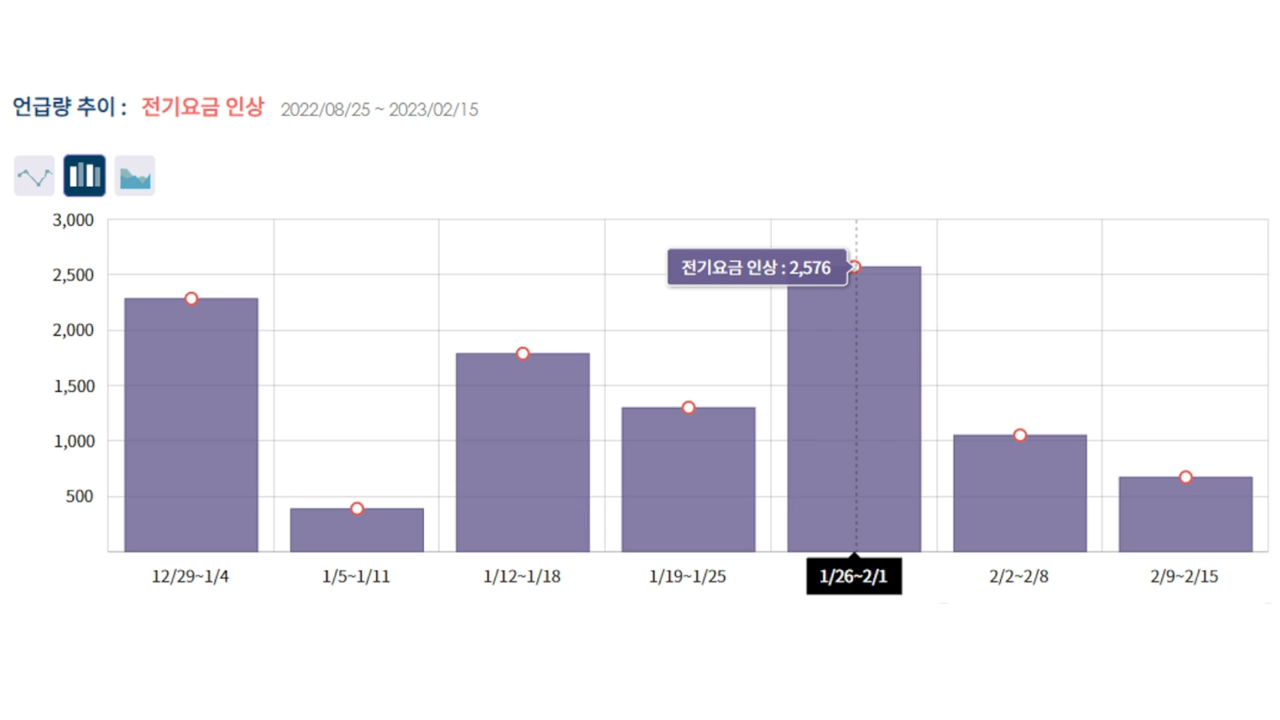 언급량 추이 : 전기요금 인상 2022/08/25 ~ 2023/02/15
3,000
2,500
2,000
1,500
1,000
500
전기요금 인상 : 2,576
12/29~1/4 1/5~1/11 1/12~1/18 1/19~1/25 1/26~2/1 2/2~2/8 2/9~2/15